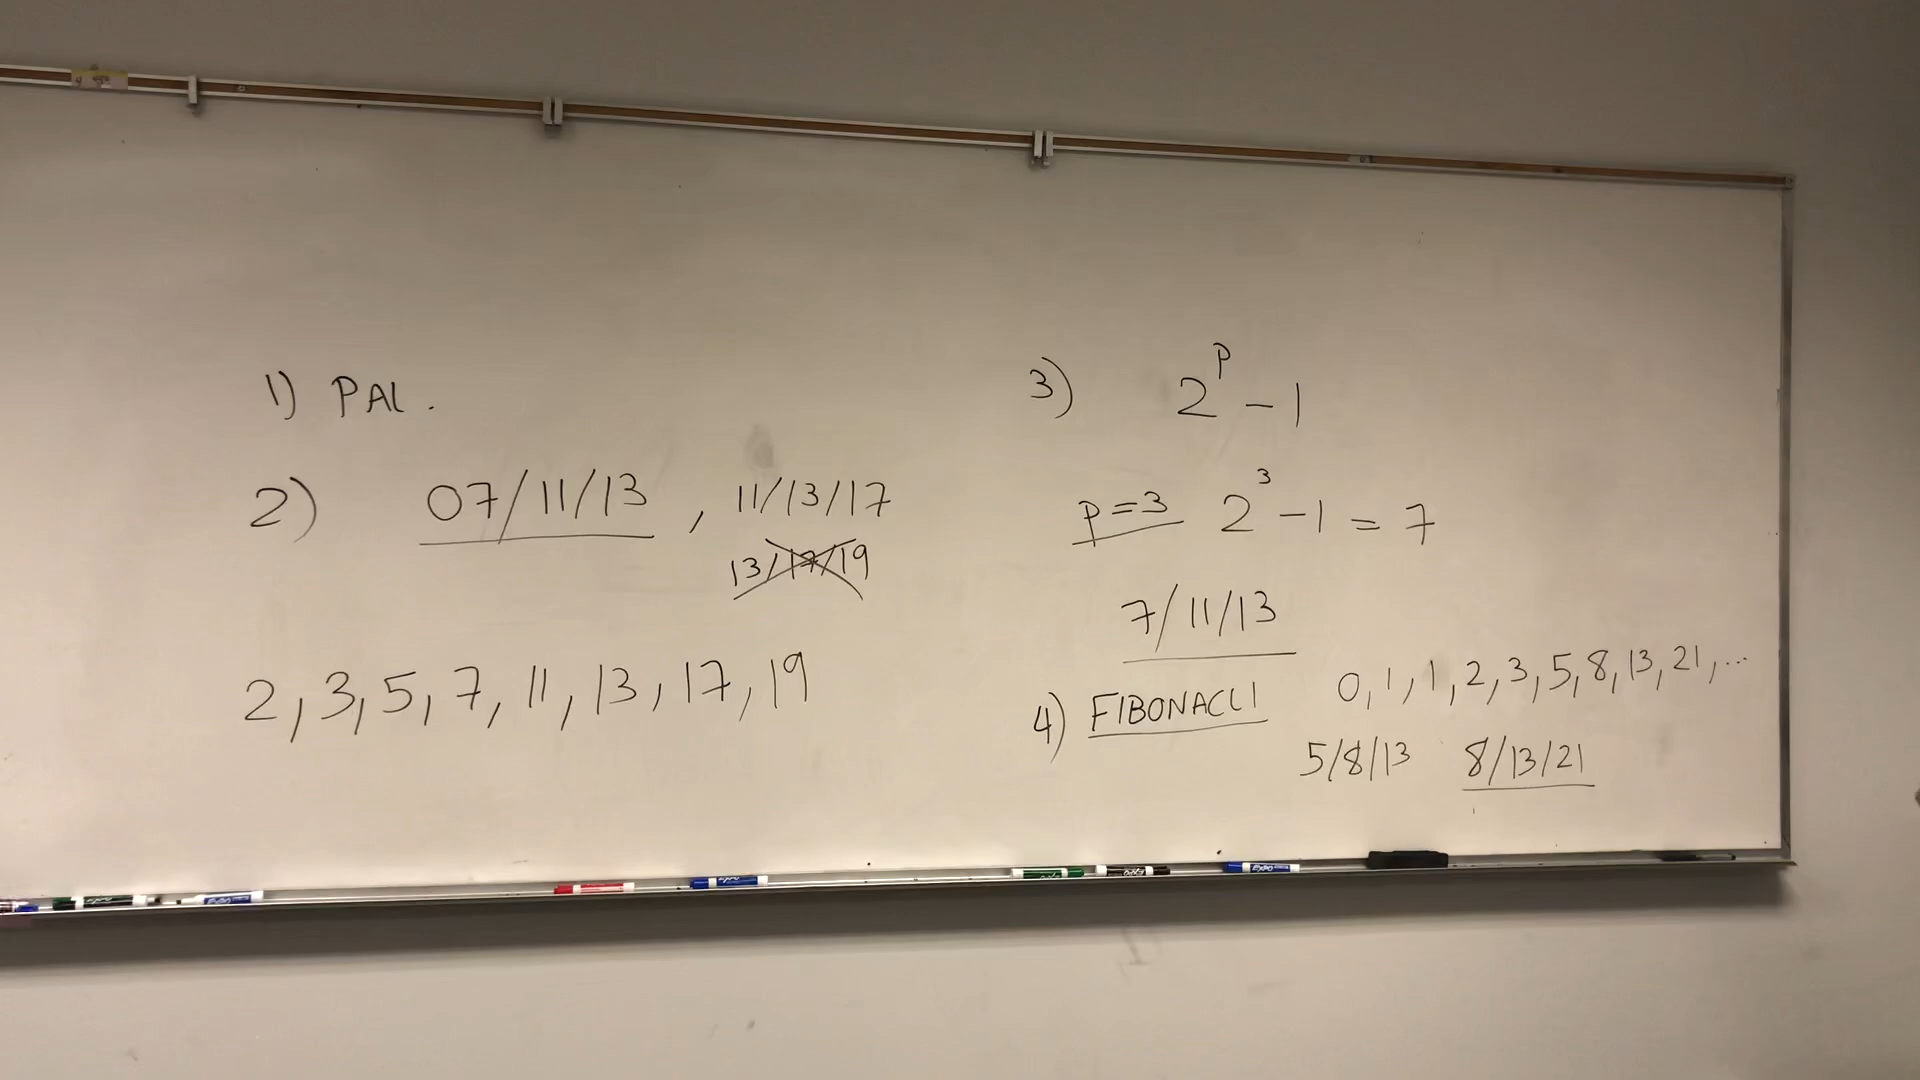 1) PAL.
2) 07/11/13, 11/13/17
13/17/19
2, 3, 5, 7, 11, 13, 17, 19
3) 2^p - 1
p=3 2^3 - 1 = 7
7/11/13
4) FIBONACCI 0, 1, 1, 2, 3, 5, 8, 13, 21, ...
5/8/13 8/13/21